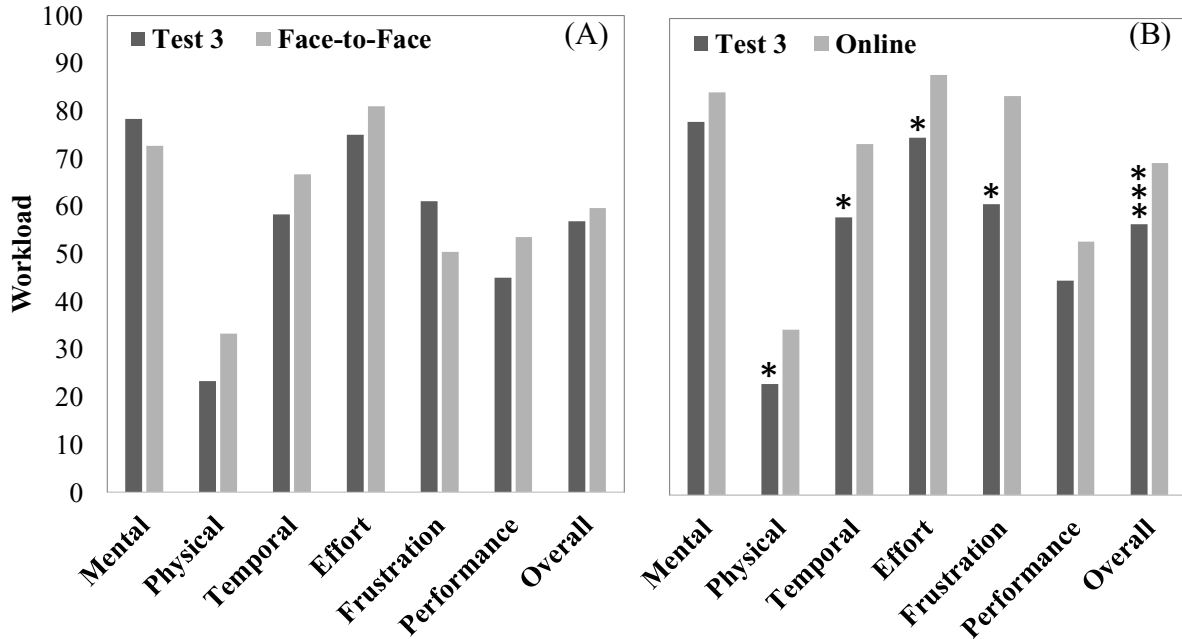 Workload
100
90
80
70
60
50
40
30
20
10
0
Test 3 Face-to-Face (A)
Mental
Physical
Temporal
Effort
Frustration
Performance
Overall
Test 3 Online (B)
*
*
*
*
***
Mental
Physical
Temporal
Effort
Frustration
Performance
Overall